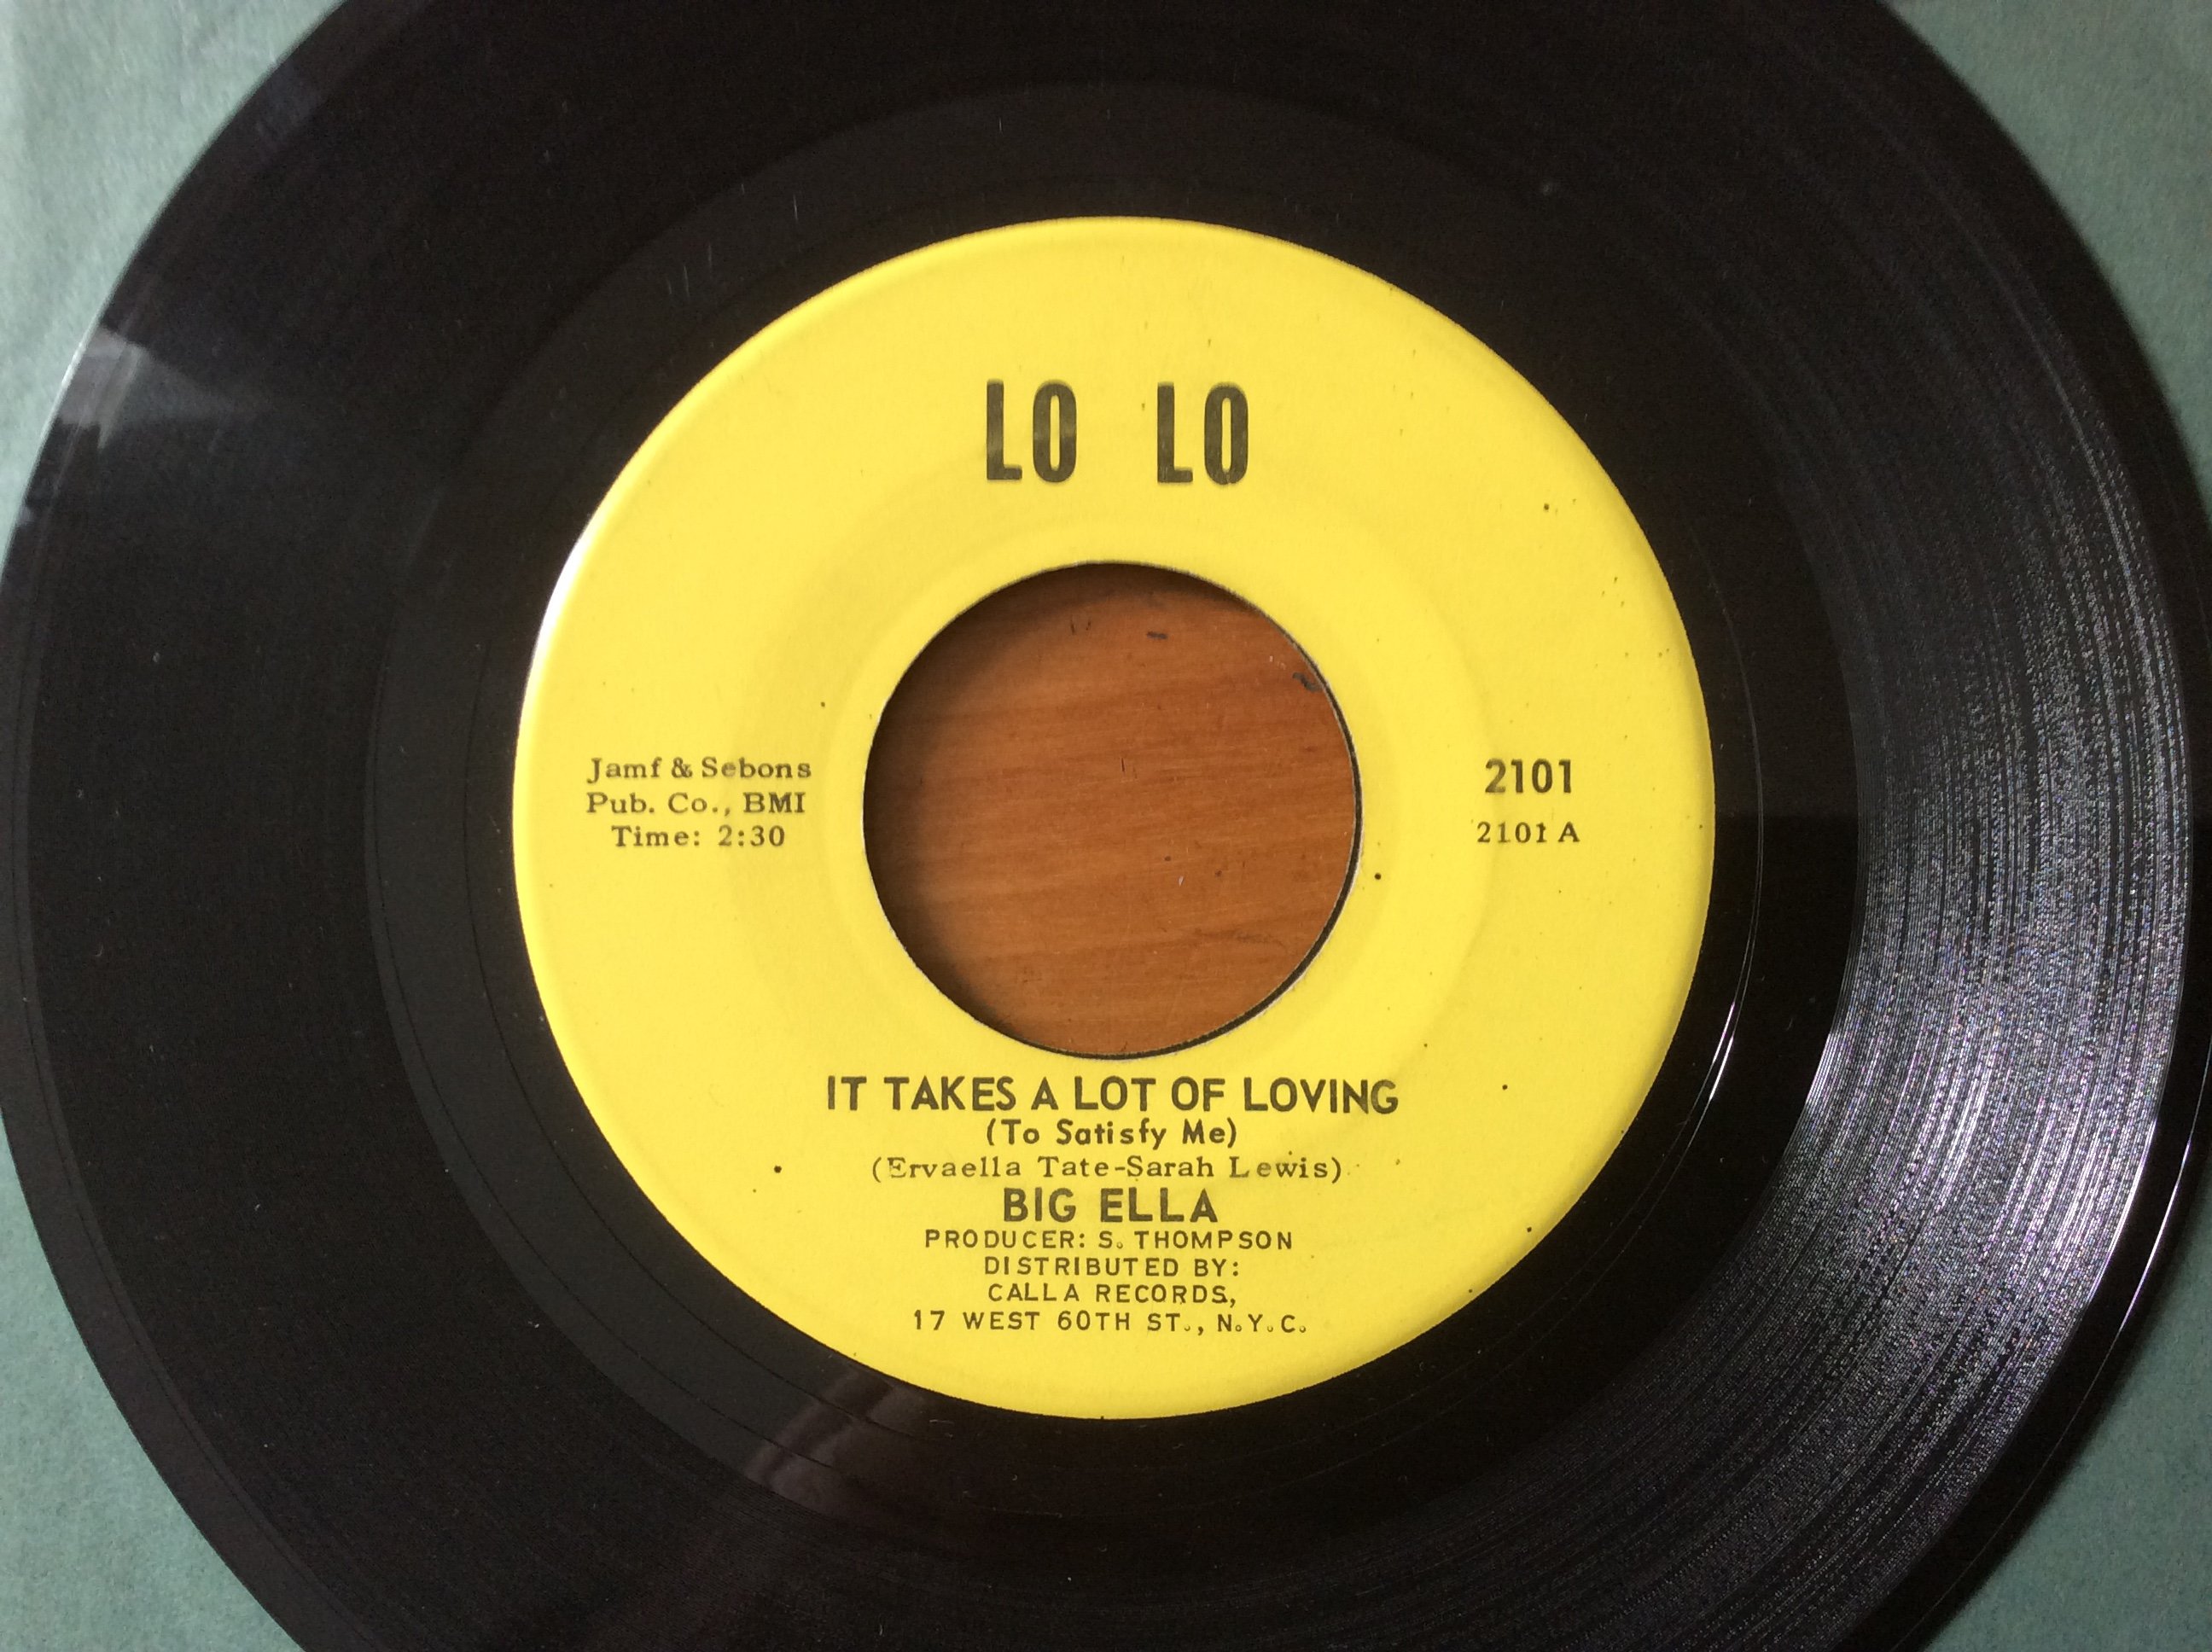 LO LO
Jamf & Sebons
Pub. Co., BMI
Time: 2:30
2101
2101 A
IT TAKES A LOT OF LOVING
(To Satisfy Me)
(Ervaella Tate-Sarah Lewis)
BIG ELLA
PRODUCER: S. THOMPSON
DISTRIBUTED BY:
CALLA RECORDS,
17 WEST 60TH ST., N.Y.C.